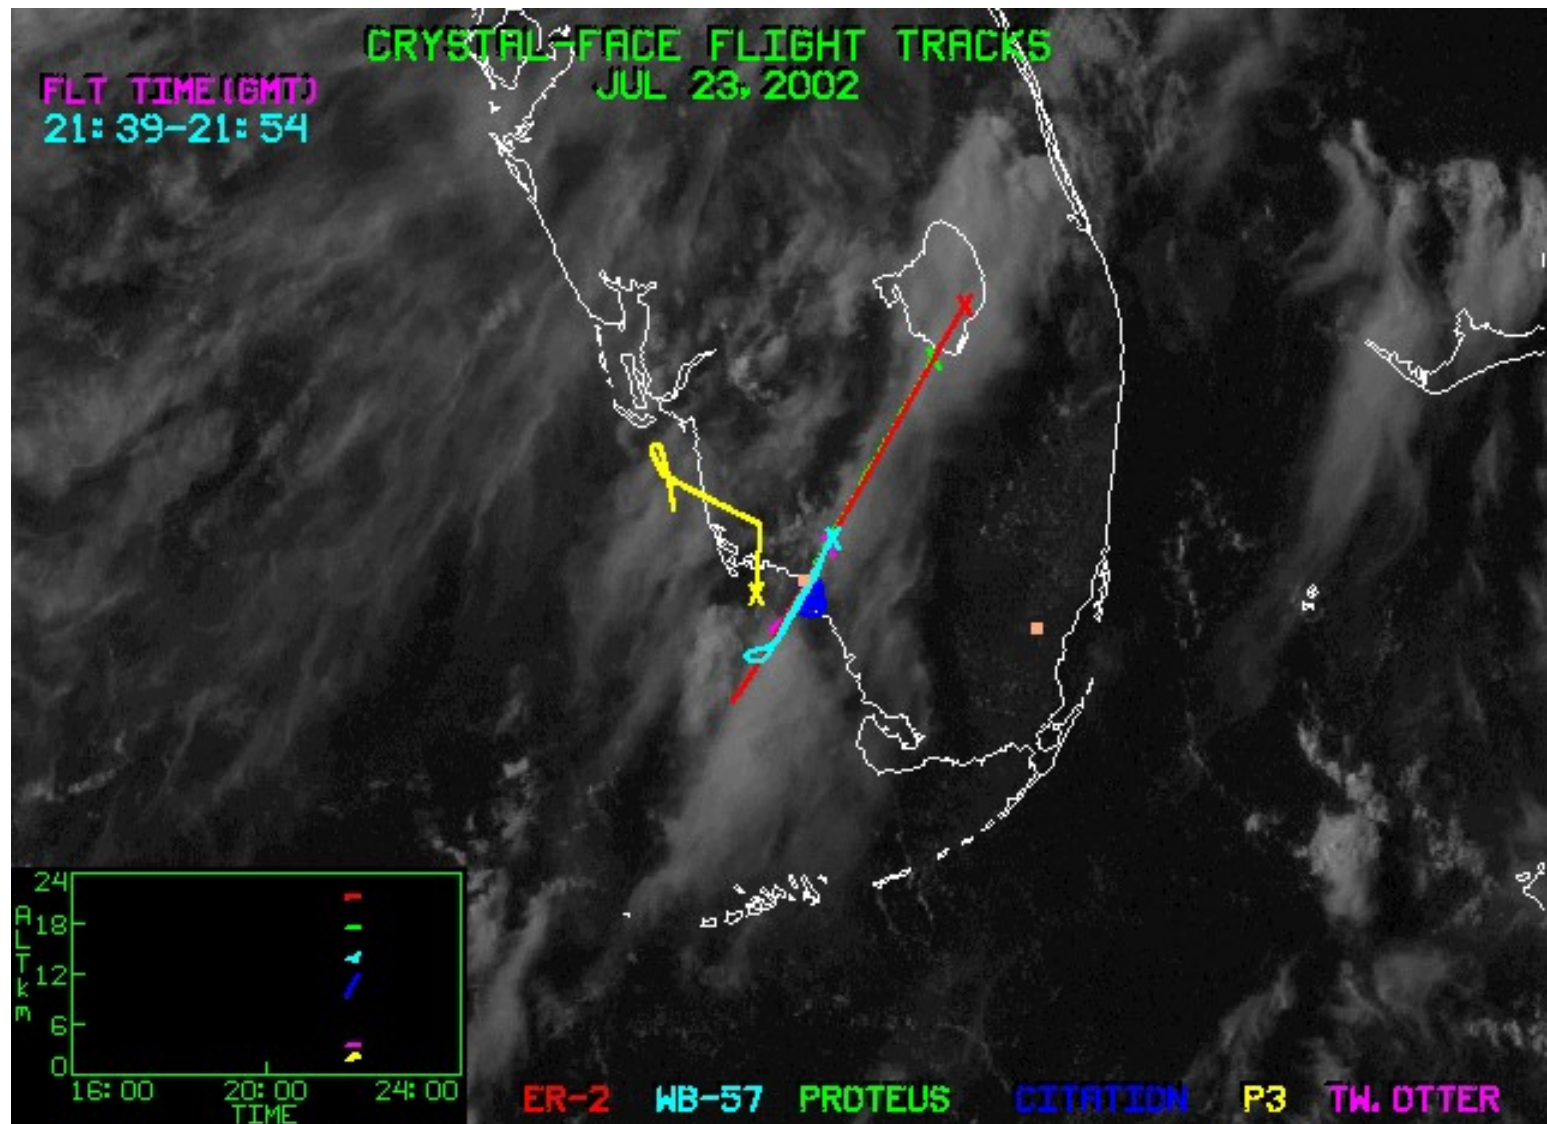 CRYSTAL-FACE FLIGHT TRACKS
JUL 23, 2002
FLT TIME(GMT)
21:39-21:54
24
18
12
6
0
ALT km
16:00 20:00 24:00
TIME
ER-2 WB-57 PROTEUS CITATION P3 TW. OTTER